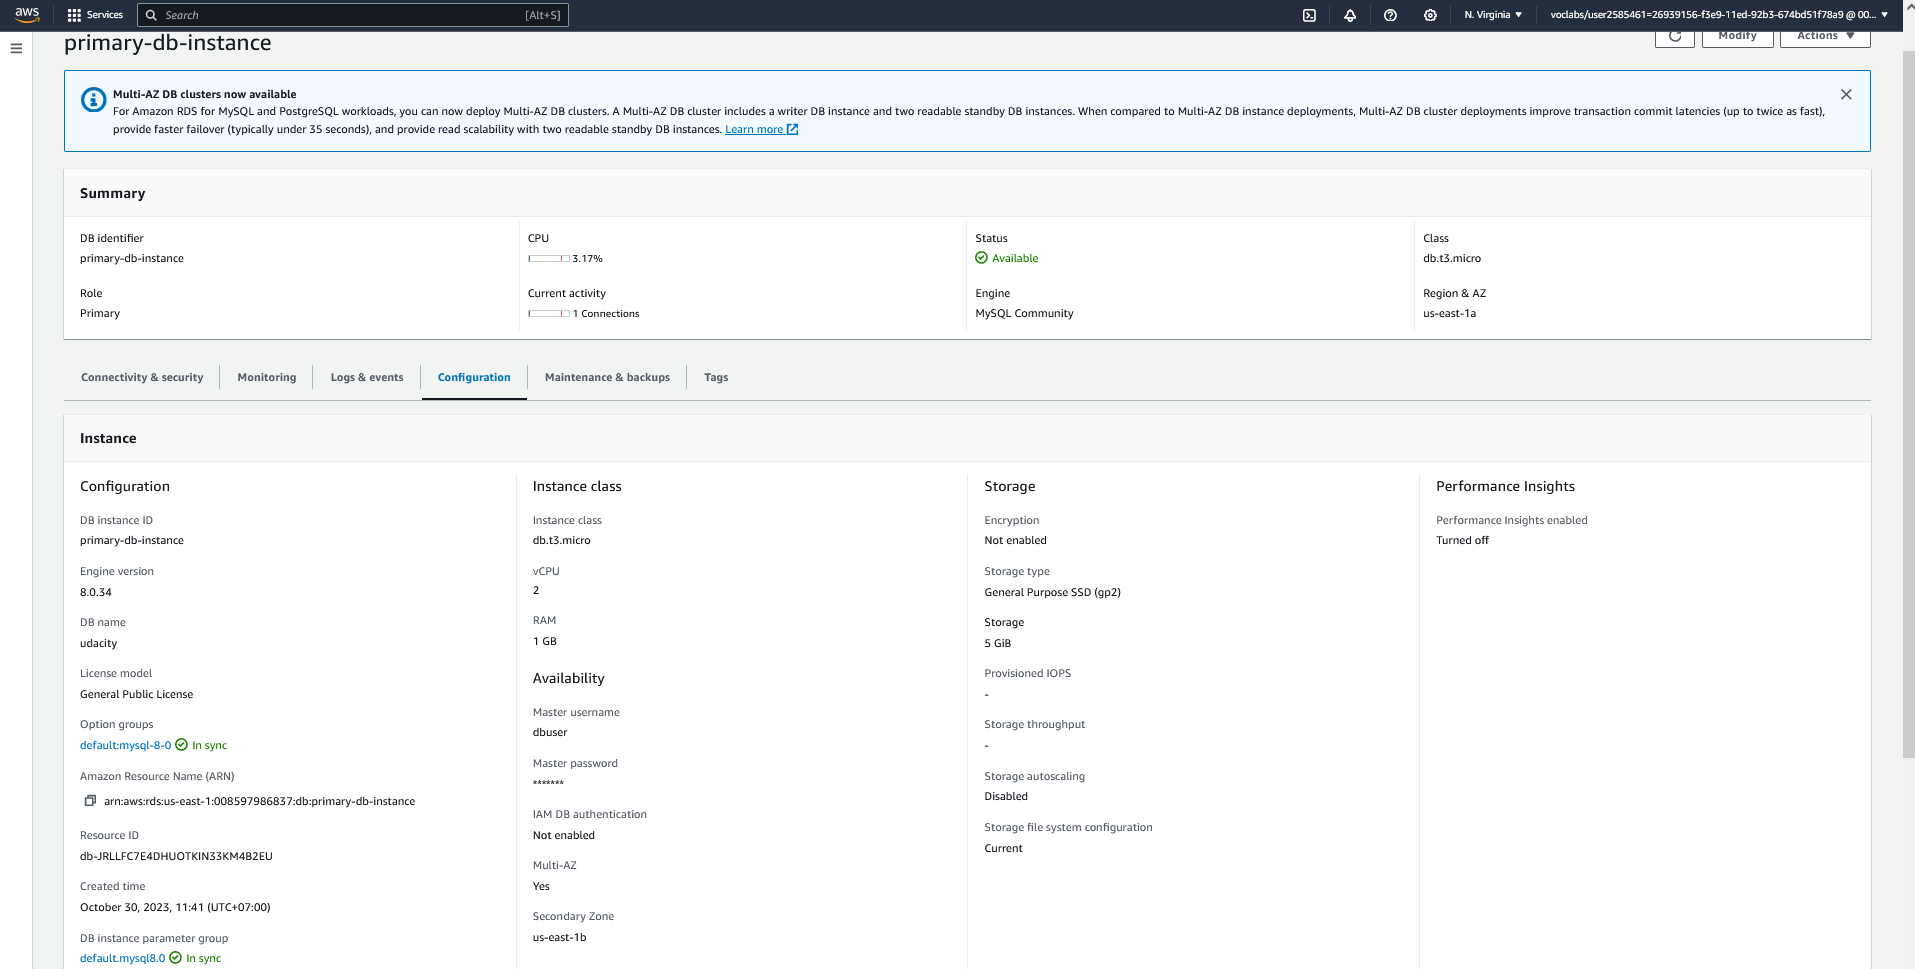 aws
Services
Search
[Alt+S]
N. Virginia
voclabs/user2585461=26939156-f3e9-11ed-92b3-674bd51f78a9 @ 00...
primary-db-instance
Modify
Actions
Multi-AZ DB clusters now available
For Amazon RDS for MySQL and PostgreSQL workloads, you can now deploy Multi-AZ DB clusters. A Multi-AZ DB cluster includes a writer DB instance and two readable standby DB instances. When compared to Multi-AZ DB instance deployments, Multi-AZ DB cluster deployments improve transaction commit latencies (up to twice as fast),
provide faster failover (typically under 35 seconds), and provide read scalability with two readable standby DB instances. Learn more
Summary
DB identifier
primary-db-instance
Role
Primary
CPU
3.17%
Current activity
1 Connections
Status
Available
Engine
MySQL Community
Class
db.t3.micro
Region & AZ
us-east-1a
Connectivity & security
Monitoring
Logs & events
Configuration
Maintenance & backups
Tags
Instance
Configuration
DB instance ID
primary-db-instance
Engine version
8.0.34
DB name
udacity
License model
General Public License
Option groups
default:mysql-8-0 In sync
Amazon Resource Name (ARN)
arn:aws:rds:us-east-1:008597986837:db:primary-db-instance
Resource ID
db-JRLLFC7E4DHUOTKIN33KM4B2EU
Created time
October 30, 2023, 11:41 (UTC+07:00)
DB instance parameter group
default.mysql8.0 In sync
Instance class
Instance class
db.t3.micro
vCPU
2
RAM
1 GB
Availability
Master username
dbuser
Master password
*******
IAM DB authentication
Not enabled
Multi-AZ
Yes
Secondary Zone
us-east-1b
Storage
Encryption
Not enabled
Storage type
General Purpose SSD (gp2)
Storage
5 GiB
Provisioned IOPS
-
Storage throughput
-
Storage autoscaling
Disabled
Storage file system configuration
Current
Performance Insights
Performance Insights enabled
Turned off